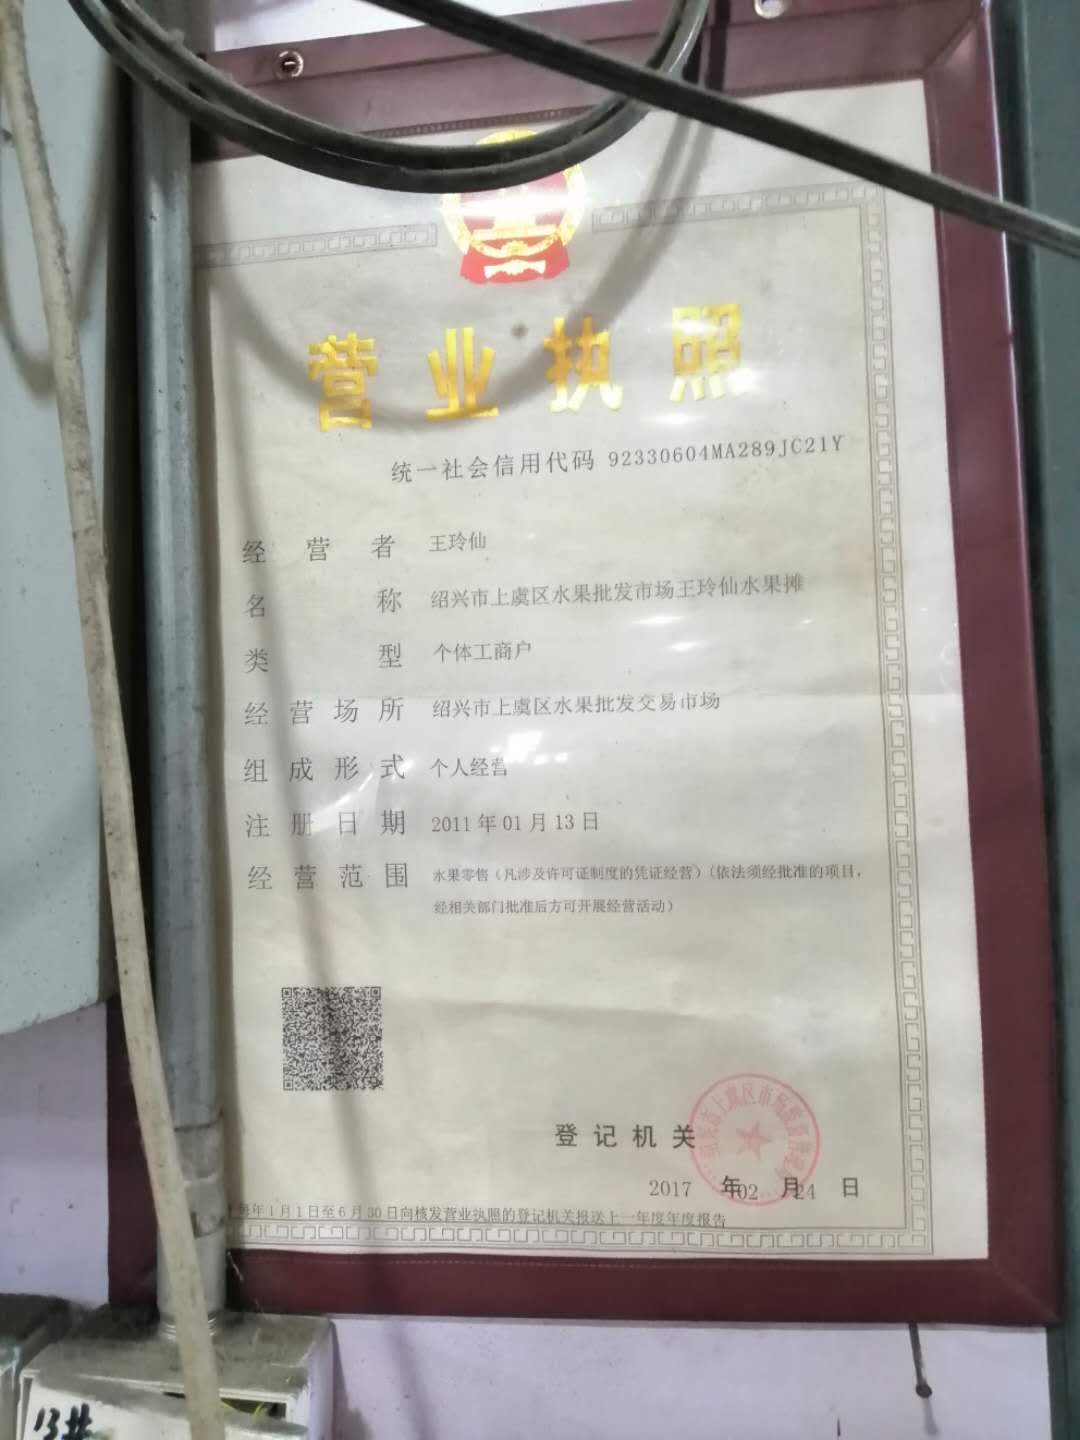 营业执照
统一社会信用代码 92330604MA289JC21Y
经营者 王玲仙
名称 绍兴市上虞区水果批发市场王玲仙水果摊
类型 个体工商户
经营场所 绍兴市上虞区水果批发交易市场
组成形式 个人经营
注册日期 2011年01月13日
经营范围 水果零售（凡涉及许可证制度的凭证经营）（依法须经批准的项目，
经相关部门批准后方可开展经营活动）
登记机关
2017 年02 月24 日
每年1月1日至6月30日向核发营业执照的登记机关报送上一年度年度报告
13#